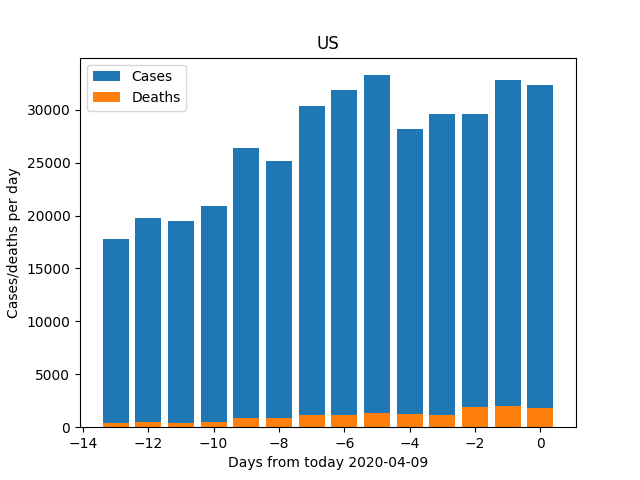 US
Cases
Deaths
30000
25000
20000
15000
10000
5000
0
Cases/deaths per day
−14 −12 −10 −8 −6 −4 −2 0
Days from today 2020-04-09